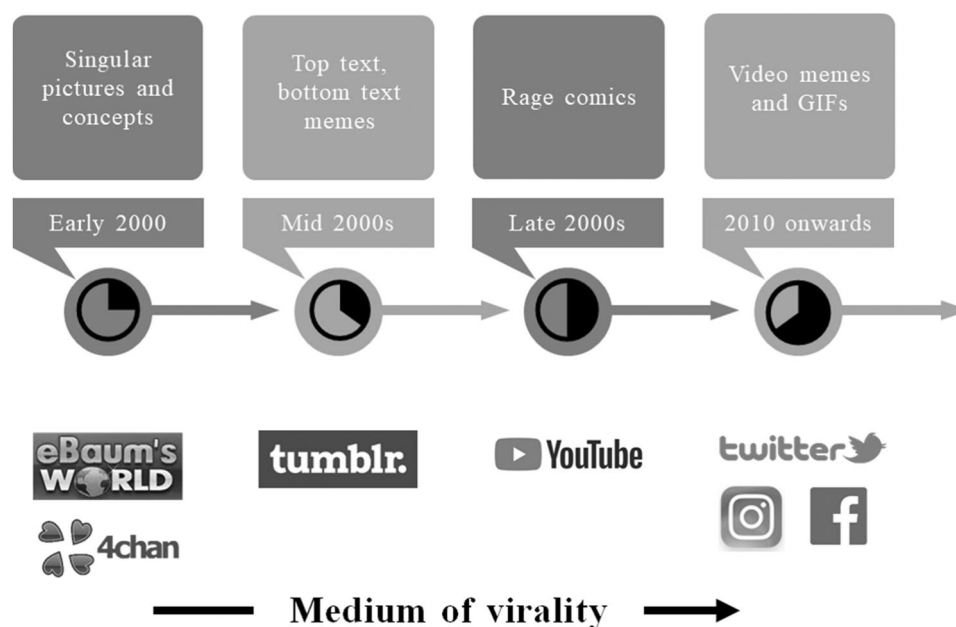 Singular
pictures and
concepts
Top text,
bottom text
memes
Rage comics
Video memes
and GIFs
Early 2000
Mid 2000s
Late 2000s
2010 onwards
eBaum's
WORLD
tumblr.
YouTube
twitter
4chan
Medium of virality